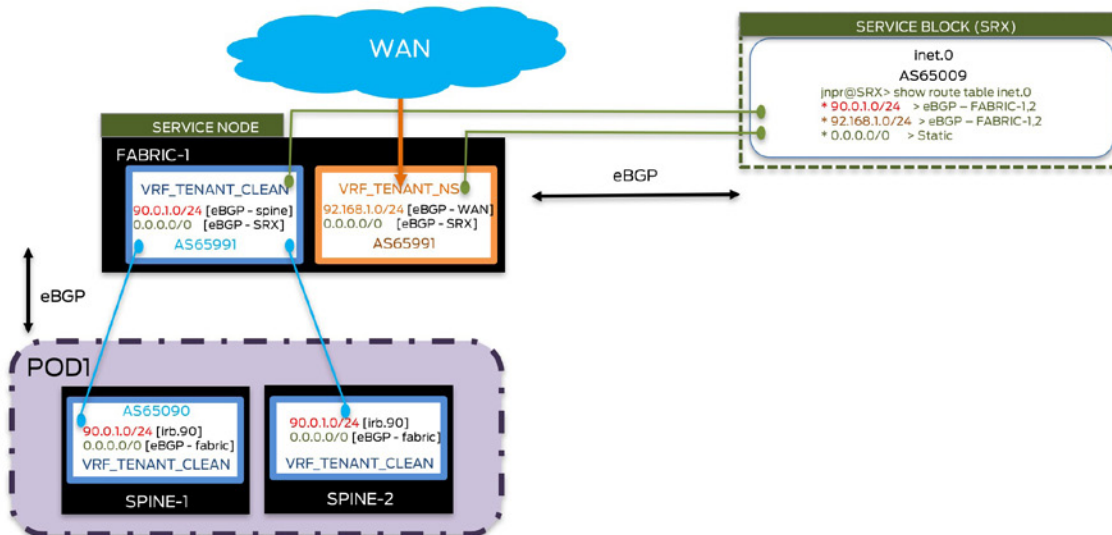 WAN
SERVICE BLOCK (SRX)
inet.0
AS65009
jnpr@SRX> show route table inet.0
* 90.0.1.0/24 > eBGP – FABRIC-1,2
* 92.168.1.0/24 > eBGP – FABRIC-1,2
* 0.0.0.0/0 > Static
SERVICE NODE
FABRIC-1
VRF_TENANT_CLEAN
90.0.1.0/24 [eBGP - spine]
0.0.0.0/0 [eBGP - SRX]
AS65991
VRF_TENANT_NS
92.168.1.0/24 [eBGP - WAN]
0.0.0.0/0 [eBGP - SRX]
AS65991
eBGP
eBGP
POD1
AS65090
90.0.1.0/24 [irb.90]
0.0.0.0/0 [eBGP - fabric]
VRF_TENANT_CLEAN
SPINE-1
90.0.1.0/24 [irb.90]
0.0.0.0/0 [eBGP - fabric]
VRF_TENANT_CLEAN
SPINE-2